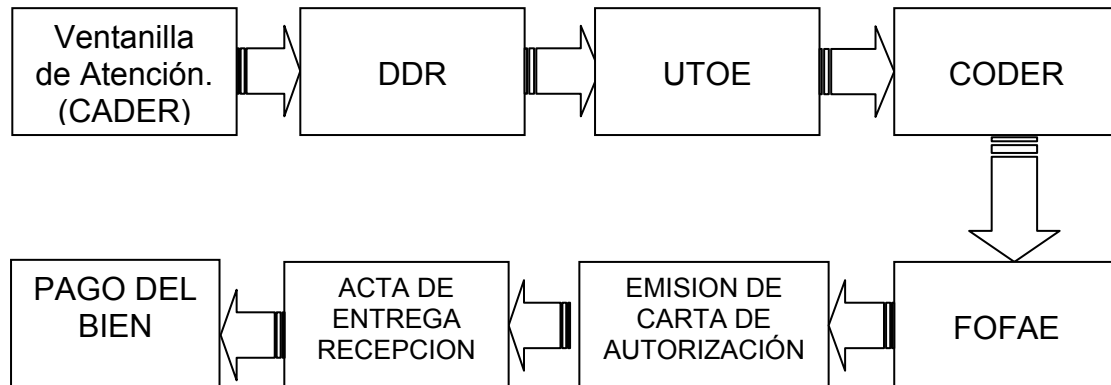 Ventanilla
de Atención.
(CADER)
DDR
UTOE
CODER
FOFAE
EMISION DE
CARTA DE
AUTORIZACIÓN
ACTA DE
ENTREGA
RECEPCION
PAGO DEL
BIEN